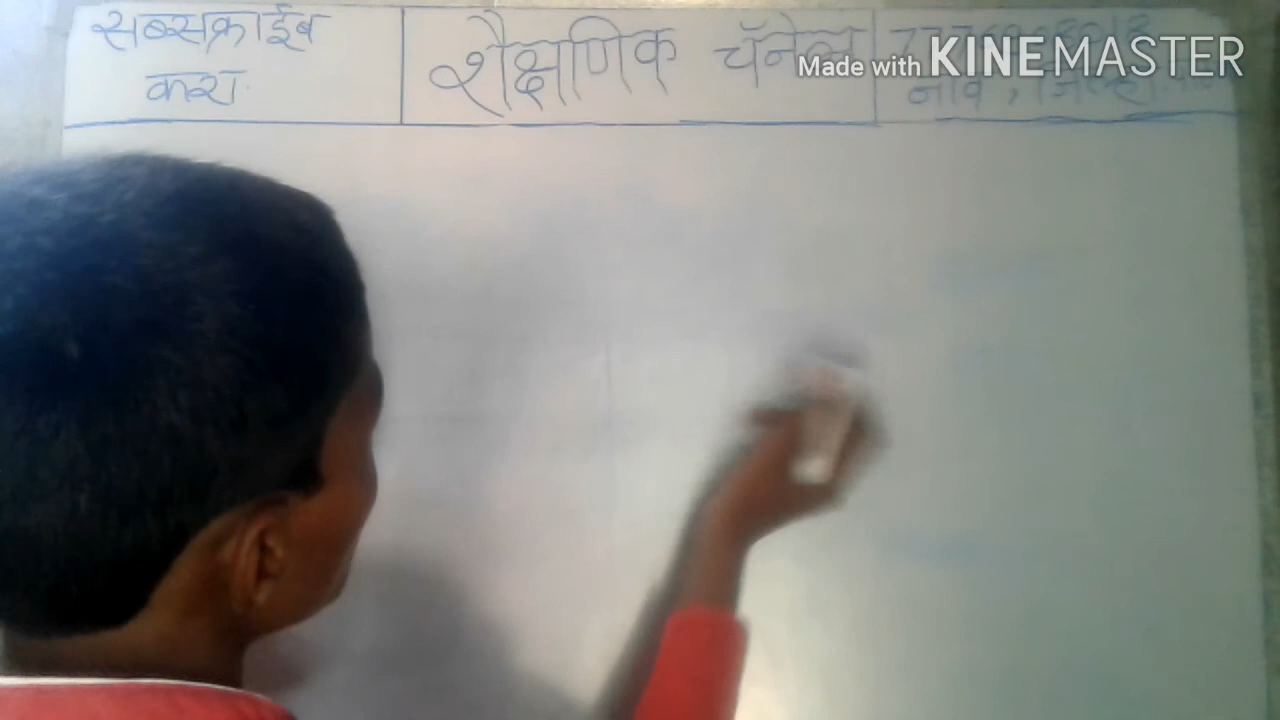 सबस्क्राईब
करा.
शैक्षणिक चॅनेल
नाव, जिल्हा.
Made with KINEMASTER